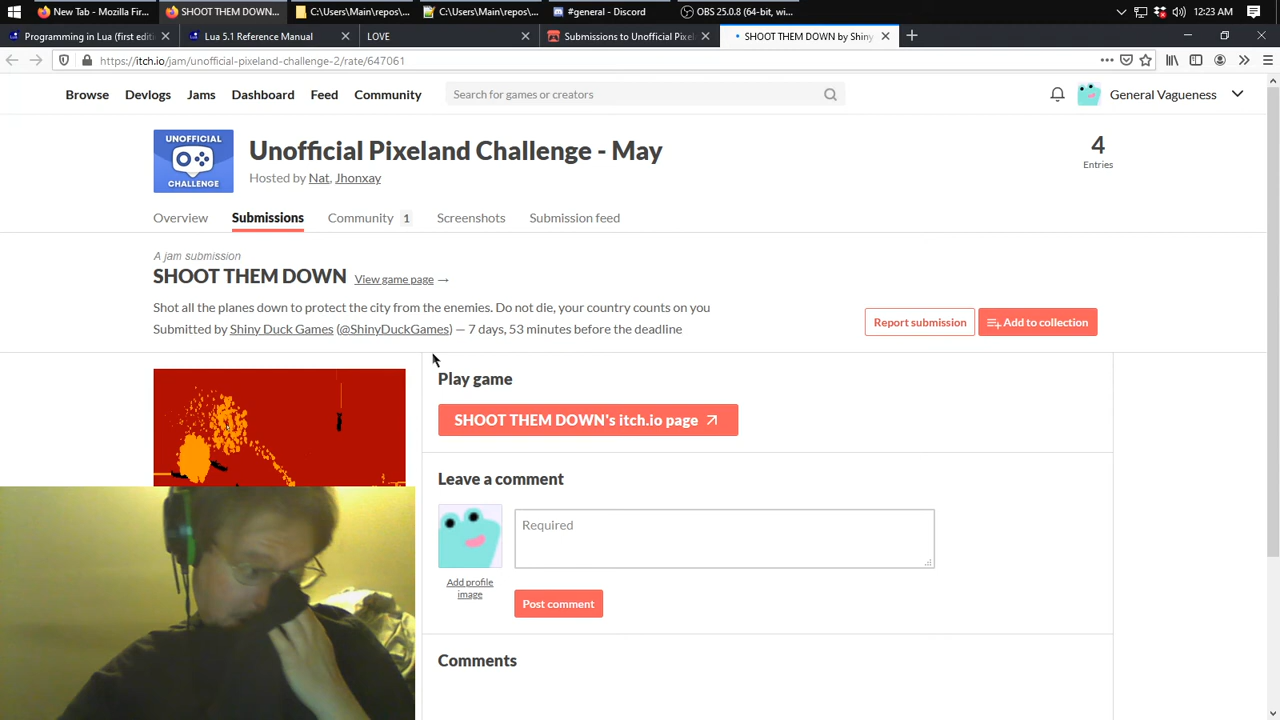 New Tab - Mozilla Fir...
SHOOT THEM DOWN...
C:\Users\Main\repos\...
C:\Users\Main\repos\...
#general - Discord
OBS 25.0.8 (64-bit, wi...
12:23 AM
Programming in Lua (first editi
Lua 5.1 Reference Manual
LOVE
Submissions to Unofficial Pixel
SHOOT THEM DOWN by Shiny
https://itch.io/jam/unofficial-pixeland-challenge-2/rate/647061
Browse
Devlogs
Jams
Dashboard
Feed
Community
Search for games or creators
General Vagueness
UNOFFICIAL
CHALLENGE
Unofficial Pixeland Challenge - May
Hosted by Nat, Jhonxay
4
Entries
Overview
Submissions
Community 1
Screenshots
Submission feed
A jam submission
SHOOT THEM DOWN View game page →
Shot all the planes down to protect the city from the enemies. Do not die, your country counts on you
Submitted by Shiny Duck Games (@ShinyDuckGames) — 7 days, 53 minutes before the deadline
Report submission
Add to collection
Play game
SHOOT THEM DOWN's itch.io page
Leave a comment
Required
Add profile
image
Post comment
Comments